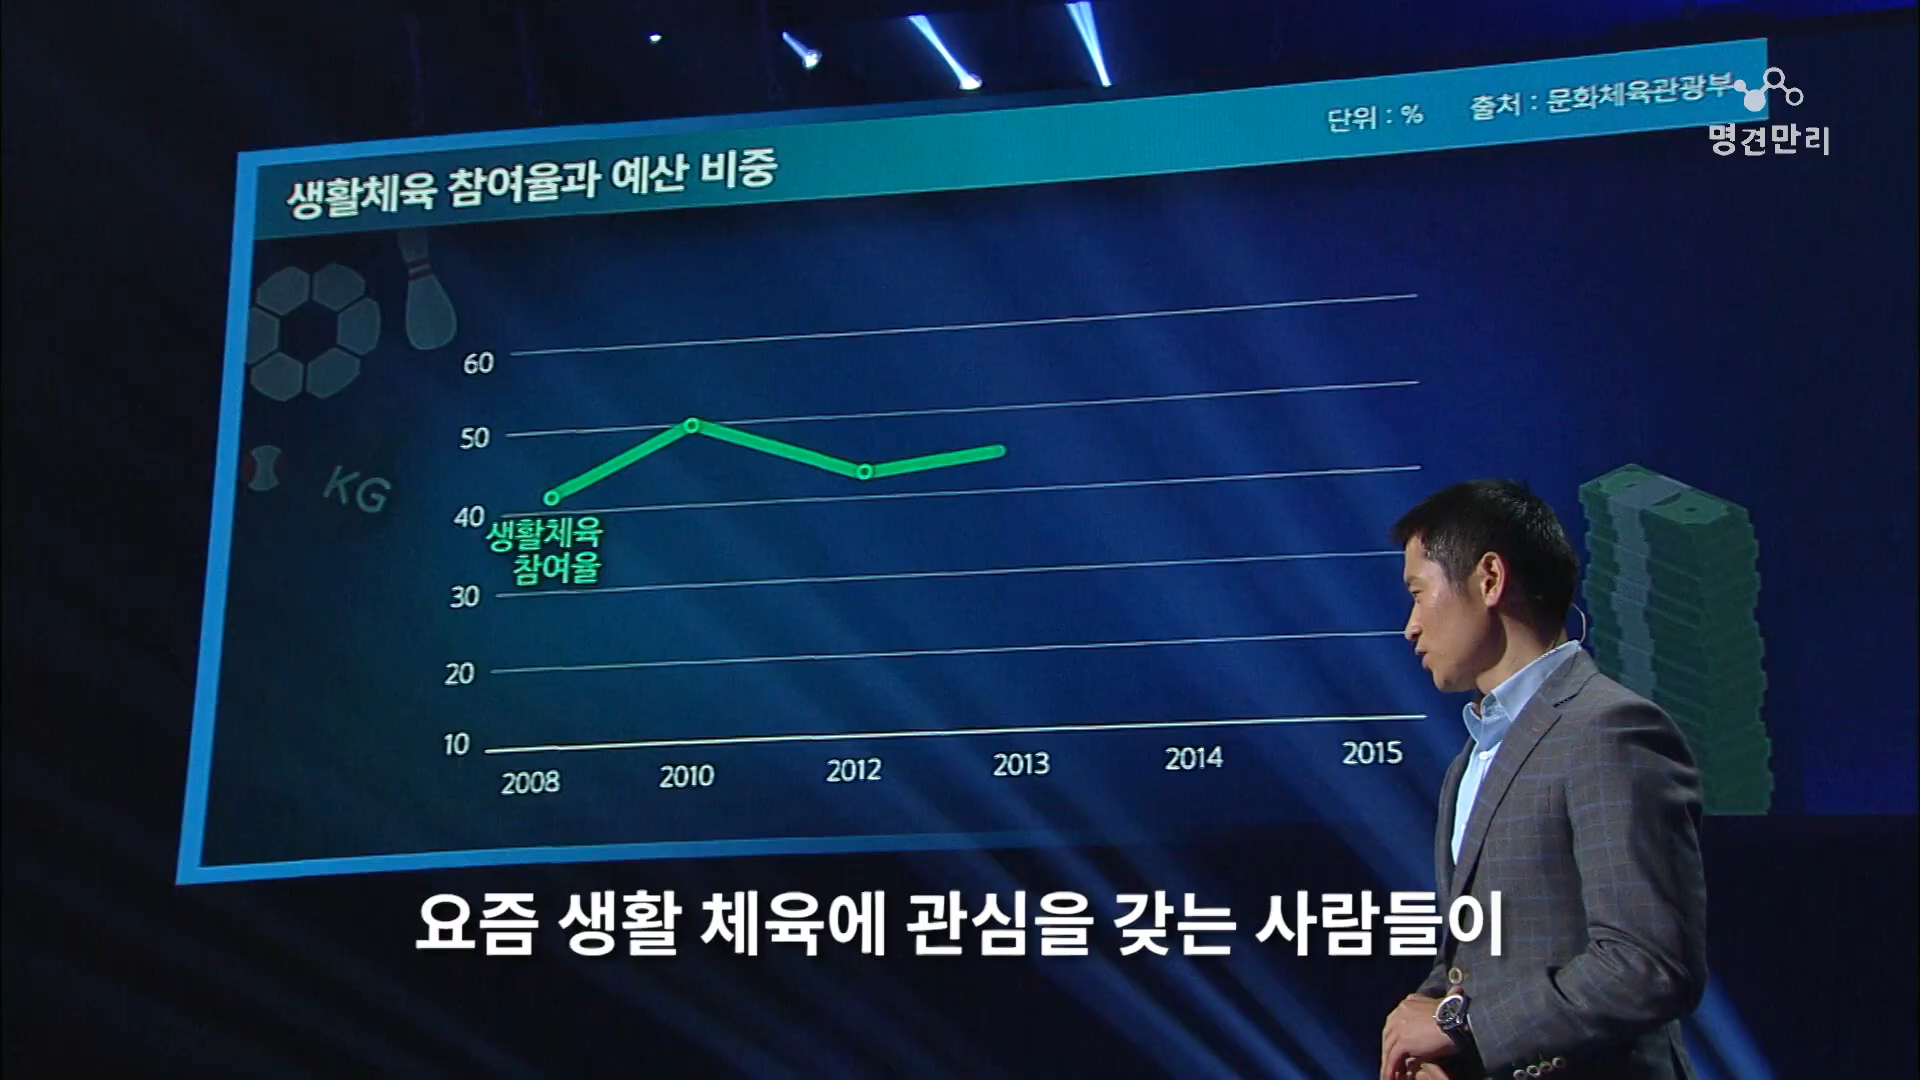 단위 : % 출처 : 문화체육관광부
명견만리
생활체육 참여율과 예산 비중
60
50
KG
40
생활체육
참여율
30
20
10
2008 2010 2012 2013 2014 2015
요즘 생활 체육에 관심을 갖는 사람들이